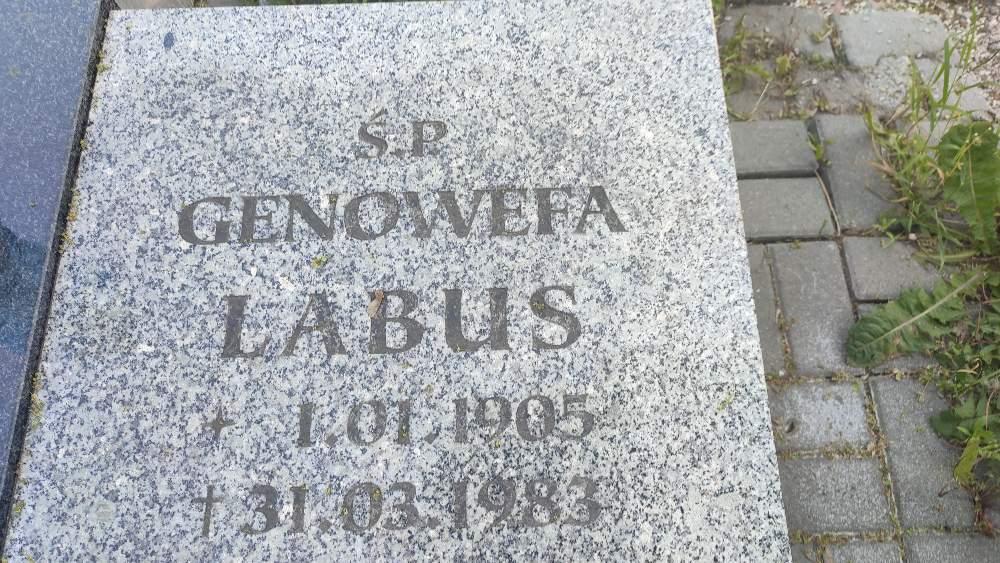 Ś.P
GENOWEFA
LABUS
✦ 1.01.1905
† 31.03.1983